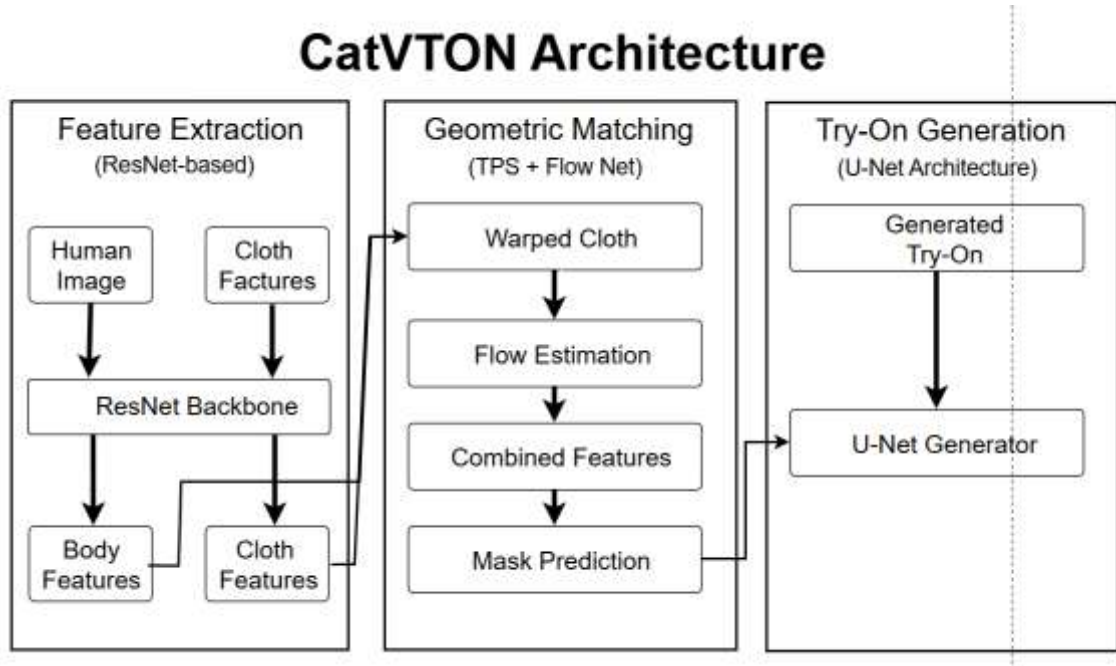 CatVTON Architecture
Feature Extraction
(ResNet-based)
Human
Image
Cloth
Factures
ResNet Backbone
Body
Features
Cloth
Features
Geometric Matching
(TPS + Flow Net)
Warped Cloth
Flow Estimation
Combined Features
Mask Prediction
Try-On Generation
(U-Net Architecture)
Generated
Try-On
U-Net Generator